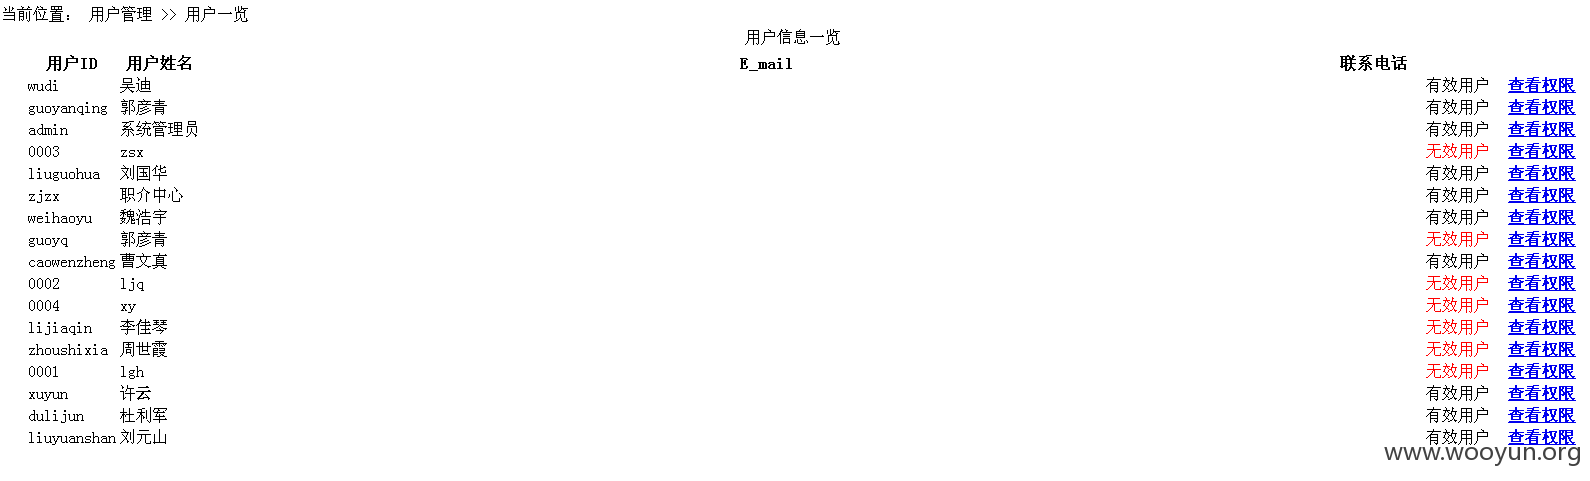 当前位置: 用户管理 >> 用户一览
用户信息一览
用户ID 用户姓名 E_mail 联系电话
wudi 吴迪 有效用户 查看权限
guoyanqing 郭彦青 有效用户 查看权限
admin 系统管理员 有效用户 查看权限
0003 zsx 无效用户 查看权限
liuguohua 刘国华 有效用户 查看权限
zjzx 职介中心 有效用户 查看权限
weihaoyu 魏浩宇 有效用户 查看权限
guoyq 郭彦青 无效用户 查看权限
caowenzheng 曹文真 有效用户 查看权限
0002 ljq 无效用户 查看权限
0004 xy 无效用户 查看权限
lijiaqin 李佳琴 无效用户 查看权限
zhoushixia 周世霞 无效用户 查看权限
0001 lgh 无效用户 查看权限
xuyun 许云 有效用户 查看权限
dulijun 杜利军 有效用户 查看权限
liuyuanshan 刘元山 有效用户 查看权限
www.wooyun.org